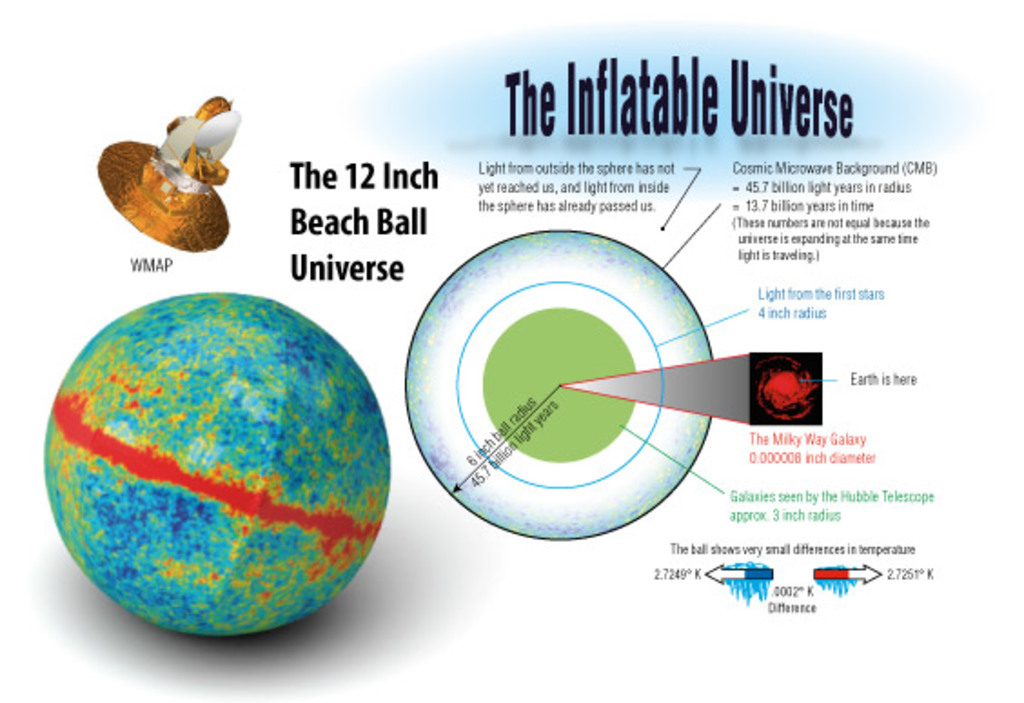 The Inflatable Universe
The 12 Inch
Beach Ball
Universe
WMAP
Light from outside the sphere has not
yet reached us, and light from inside
the sphere has already passed us.
Cosmic Microwave Background (CMB)
= 45.7 billion light years in radius
= 13.7 billion years in time
(These numbers are not equal because the
universe is expanding at the same time
light is traveling.)
Light from the first stars
4 inch radius
Earth is here
The Milky Way Galaxy
0.000008 inch diameter
6 inch ball radius
45.7 billion light years
Galaxies seen by the Hubble Telescope
approx. 3 inch radius
The ball shows very small differences in temperature
2.7249° K
2.7251° K
.0002° K
Difference